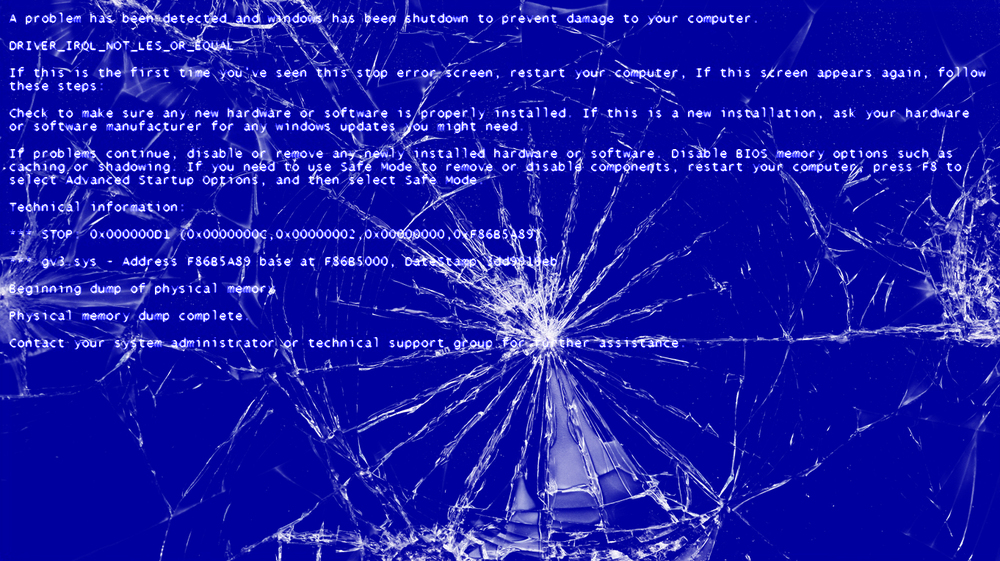 A problem has been detected and windows has been shutdown to prevent damage to your computer.
DRIVER_IRQL_NOT_LES_OR_EQUAL
If this is the first time you've seen this stop error screen, restart your computer, If this screen appears again, follow
these steps:
Check to make sure any new hardware or software is properly installed. If this is a new installation, ask your hardware
or software manufacturer for any windows updates you might need.
If problems continue, disable or remove any newly installed hardware or software. Disable BIOS memory options such as
caching or shadowing. If you need to use Safe Mode to remove or disable components, restart your computer, press F8 to
select Advanced Startup Options, and then select Safe Mode.
Technical information:
*** STOP: 0x000000D1 (0x0000000C,0x00000002,0x00000000,0xF86B5A89)
*** gv3.sys - Address F86B5A89 base at F86B5000, DateStamp
Beginning dump of physical memory
Physical memory dump complete.
Contact your system administrator or technical support group for further assistance.